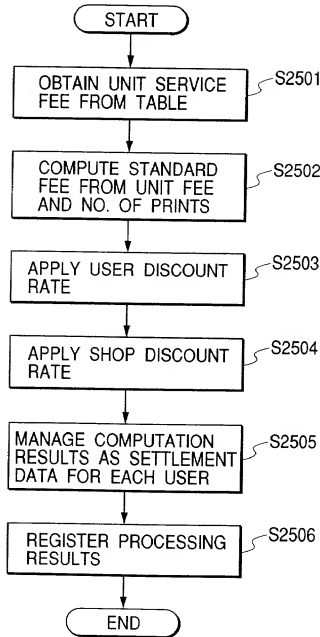 START
OBTAIN UNIT SERVICE
FEE FROM TABLE
S2501
COMPUTE STANDARD
FEE FROM UNIT FEE
AND NO. OF PRINTS
S2502
APPLY USER DISCOUNT
RATE
S2503
APPLY SHOP DISCOUNT
RATE
S2504
MANAGE COMPUTATION
RESULTS AS SETTLEMENT
DATA FOR EACH USER
S2505
REGISTER PROCESSING
RESULTS
S2506
END